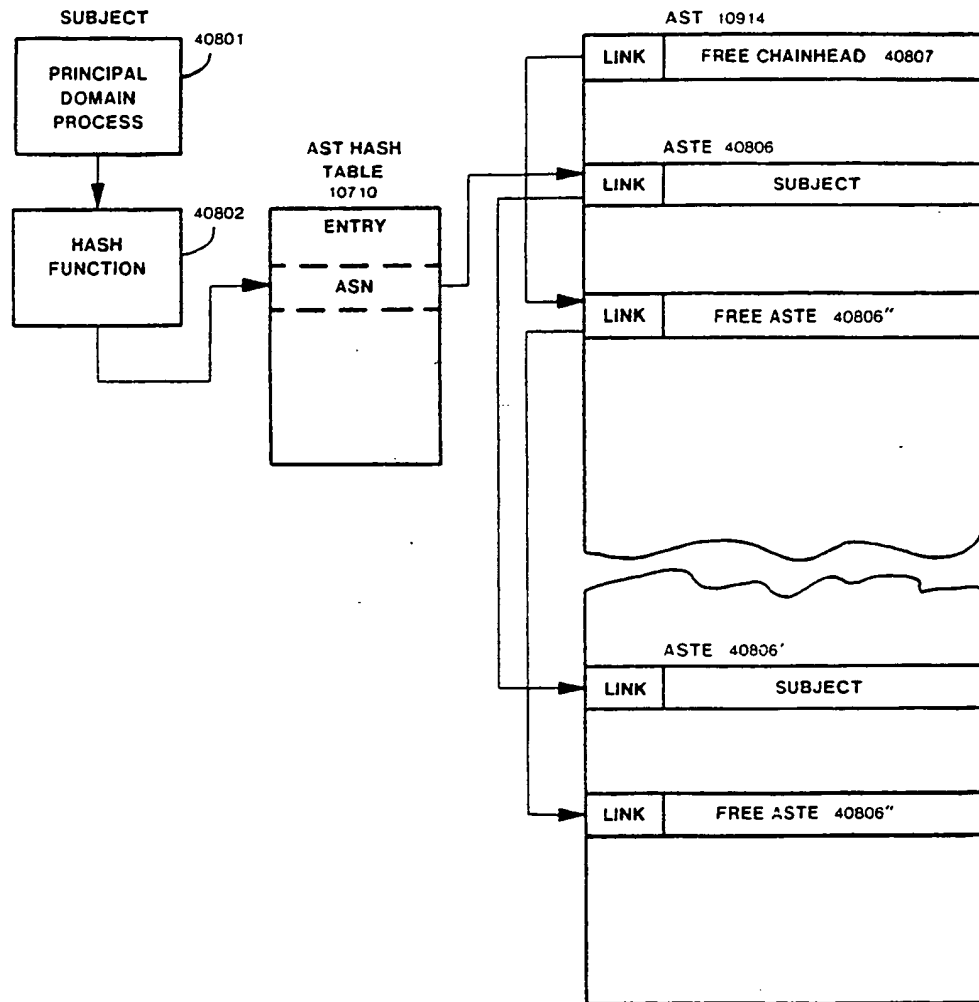 SUBJECT
40801
PRINCIPAL
DOMAIN
PROCESS
40802
HASH
FUNCTION
AST HASH
TABLE
10710
ENTRY
ASN
AST 10914
LINK FREE CHAINHEAD 40807
ASTE 40806
LINK SUBJECT
LINK FREE ASTE 40806"
ASTE 40806'
LINK SUBJECT
LINK FREE ASTE 40806"